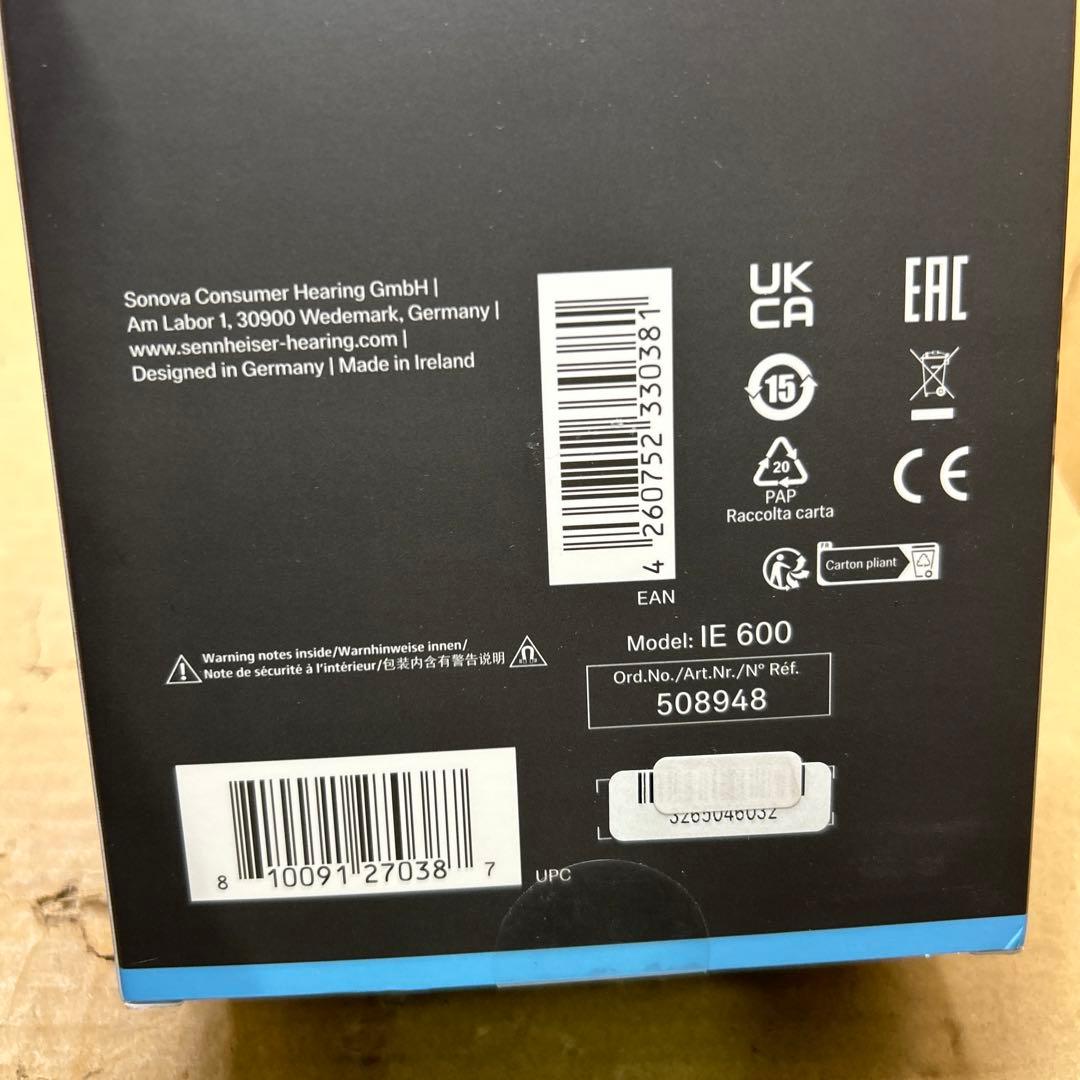 Sonova Consumer Hearing GmbH |
Am Labor 1, 30900 Wedemark, Germany |
www.sennheiser-hearing.com |
Designed in Germany | Made in Ireland
4 260752 330381
EAN
UK
CA
EAC
15
20
PAP
Raccolta carta
CE
FR
Carton pliant
Warning notes inside/Warnhinweise innen/
Note de sécurité à l'intérieur/包装内含有警告说明
Model: IE 600
Ord.No./Art.Nr./N° Réf.
508948
3265046032
8 10091 27038 7
UPC